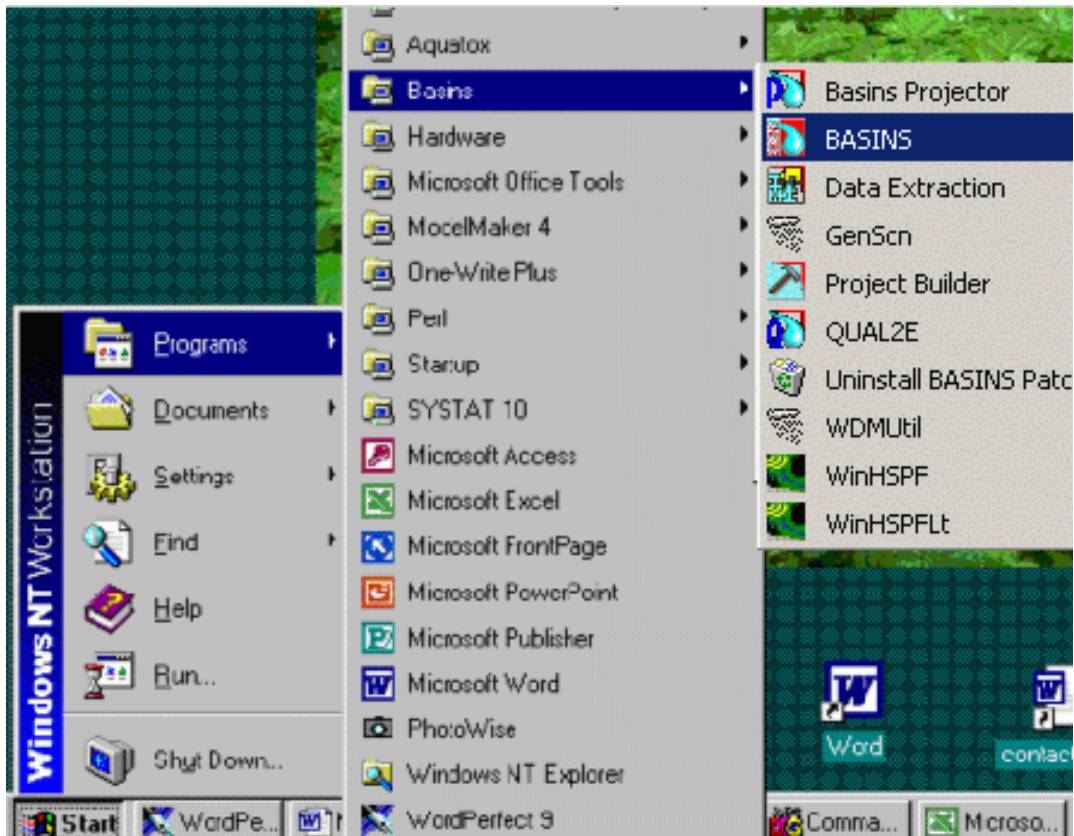 Aquatox
Basins
Hardware
Microsoft Office Tools
MocelMaker 4
One-Write Plus
Perl
Startup
SYSTAT 10
Microsoft Access
Microsoft Excel
Microsoft FrontPage
Microsoft PowerPoint
Microsoft Publisher
Microsoft Word
PhotoWise
Windows NT Explorer
WordPerfect 9
Basins Projector
BASINS
Data Extraction
GenScn
Project Builder
QUAL2E
Uninstall BASINS Patc
WDMUtil
WinHSPF
WinHSPFLt
Windows NT Workstation
Programs
Documents
Settings
Find
Help
Run...
Shut Down...
Word
contac
Start
WordPe...
Comma...
Microso...